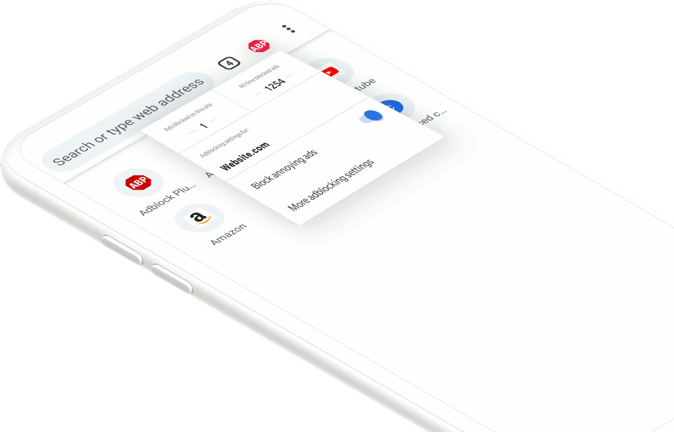 Search or type web address
4
ABP
Ads blocked on this site
1
All-time blocked ads
1254
Adblocking settings for:
Website.com
Block annoying ads
More adblocking settings
ABP
Adblock Plu...
a
Amazon
A
tube
ed c...